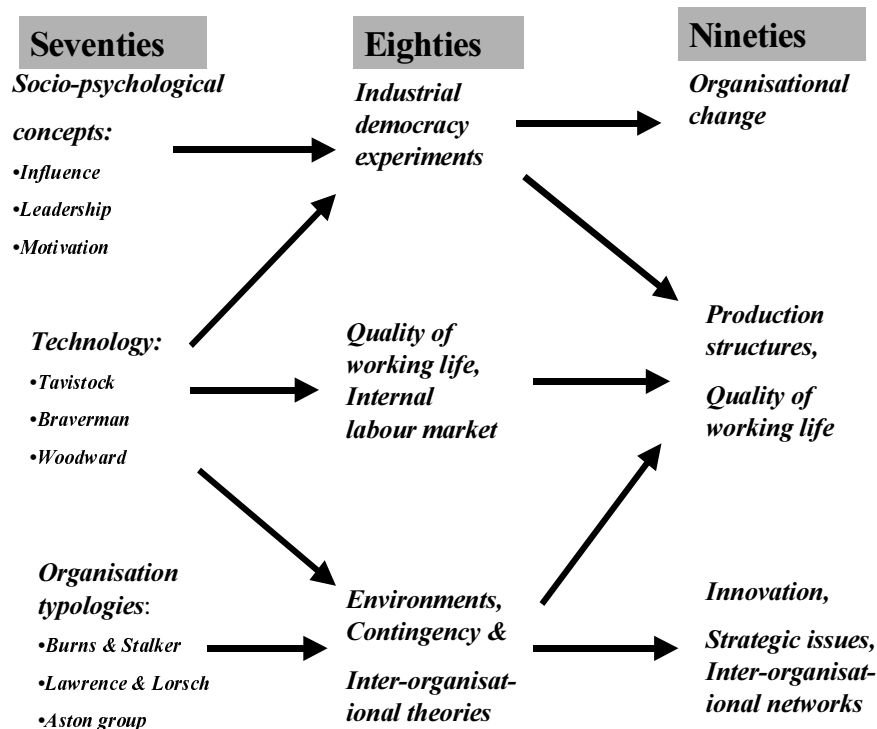 Seventies
Socio-psychological
concepts:
•Influence
•Leadership
•Motivation
Technology:
•Tavistock
•Braverman
•Woodward
Organisation
typologies:
•Burns & Stalker
•Lawrence & Lorsch
•Aston group
Eighties
Industrial
democracy
experiments
Quality of
working life,
Internal
labour market
Environments,
Contingency &
Inter-organisat-
ional theories
Nineties
Organisational
change
Production
structures,
Quality of
working life
Innovation,
Strategic issues,
Inter-organisat-
ional networks